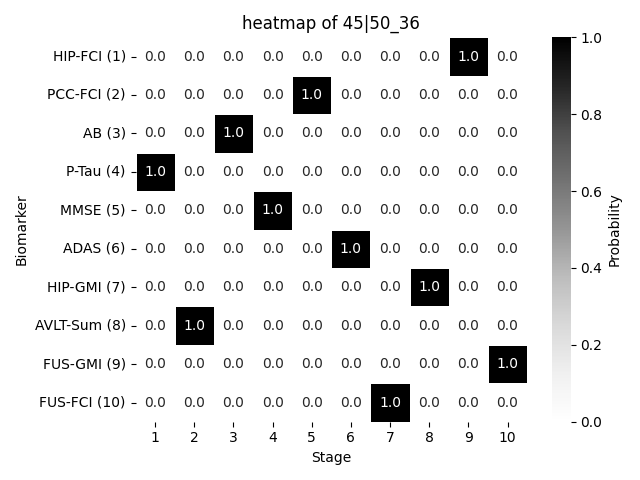 heatmap of 45|50_36
HIP-FCI (1) 0.0 0.0 0.0 0.0 0.0 0.0 0.0 0.0 1.0 0.0
PCC-FCI (2) 0.0 0.0 0.0 0.0 1.0 0.0 0.0 0.0 0.0 0.0
AB (3) 0.0 0.0 1.0 0.0 0.0 0.0 0.0 0.0 0.0 0.0
P-Tau (4) 1.0 0.0 0.0 0.0 0.0 0.0 0.0 0.0 0.0 0.0
MMSE (5) 0.0 0.0 0.0 1.0 0.0 0.0 0.0 0.0 0.0 0.0
ADAS (6) 0.0 0.0 0.0 0.0 0.0 1.0 0.0 0.0 0.0 0.0
HIP-GMI (7) 0.0 0.0 0.0 0.0 0.0 0.0 0.0 1.0 0.0 0.0
AVLT-Sum (8) 0.0 1.0 0.0 0.0 0.0 0.0 0.0 0.0 0.0 0.0
FUS-GMI (9) 0.0 0.0 0.0 0.0 0.0 0.0 0.0 0.0 0.0 1.0
FUS-FCI (10) 0.0 0.0 0.0 0.0 0.0 0.0 1.0 0.0 0.0 0.0
1 2 3 4 5 6 7 8 9 10
Stage
Biomarker
1.0
0.8
0.6
0.4
0.2
0.0
Probability